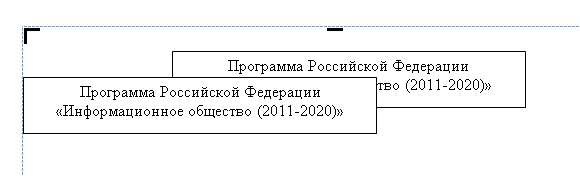 Программа Российской Федерации
тво (2011-2020)»
Программа Российской Федерации
«Информационное общество (2011-2020)»